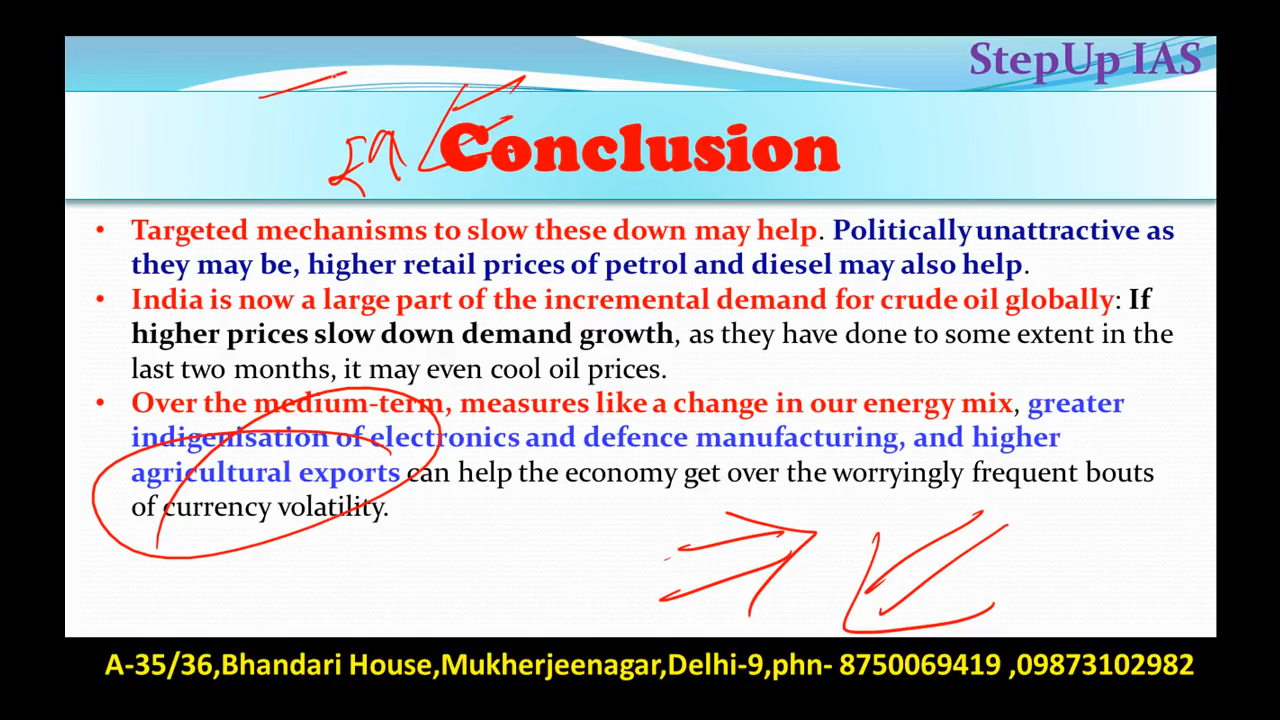 StepUp IAS
Conclusion
• Targeted mechanisms to slow these down may help. Politically unattractive as
they may be, higher retail prices of petrol and diesel may also help.
• India is now a large part of the incremental demand for crude oil globally: If
higher prices slow down demand growth, as they have done to some extent in the
last two months, it may even cool oil prices.
• Over the medium-term, measures like a change in our energy mix, greater
indigenisation of electronics and defence manufacturing, and higher
agricultural exports can help the economy get over the worryingly frequent bouts
of currency volatility.
A-35/36,Bhandari House,Mukherjeenagar,Delhi-9,phn- 8750069419 ,09873102982